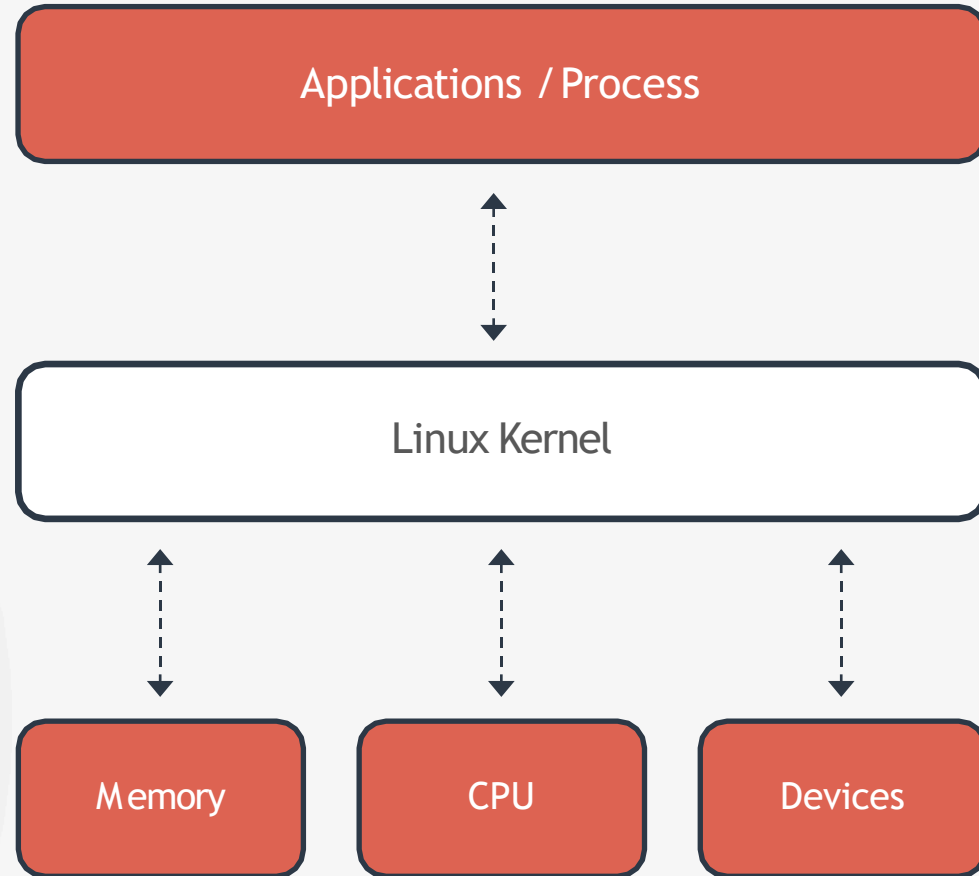 Applications / Process
Linux Kernel
Memory
CPU
Devices